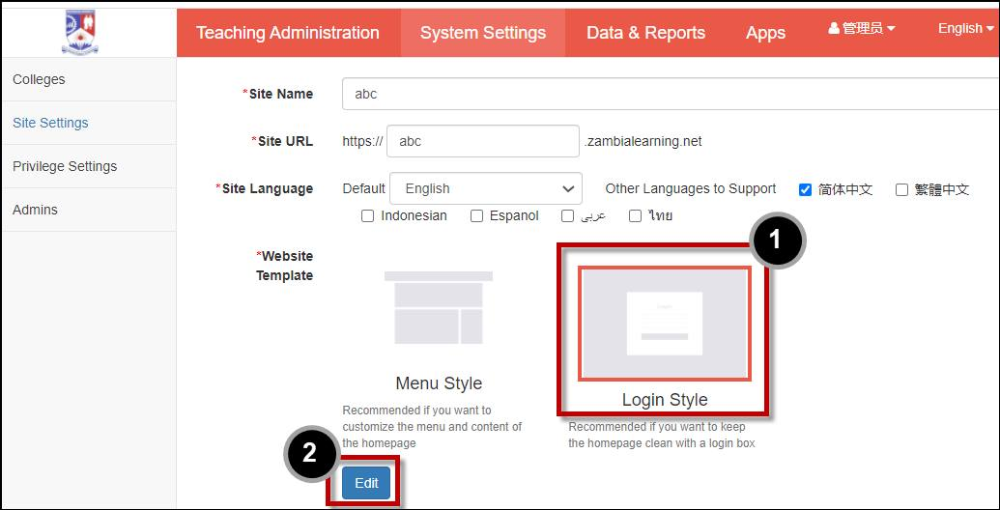 Teaching Administration System Settings Data & Reports Apps 管理员 English
Colleges
Site Settings
Privilege Settings
Admins
*Site Name abc
*Site URL https:// abc .zambialearning.net
*Site Language Default English Other Languages to Support 简体中文 繁體中文
Indonesian Espanol عربى ไทย
1
*Website
Template
Menu Style
Recommended if you want to
customize the menu and content of
the homepage
Login Style
Recommended if you want to keep
the homepage clean with a login box
2
Edit